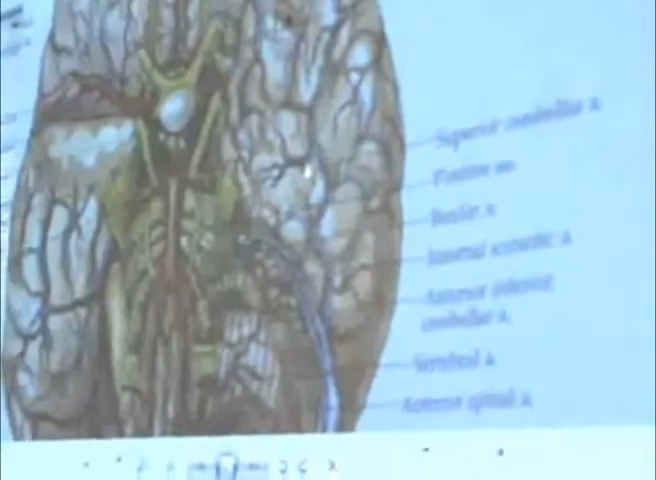 Superior cerebellar a.
Pontine aa.
Basilar a.
Internal acoustic a.
Anterior inferior
cerebellar a.
Vertebral a.
Anterior spinal a.